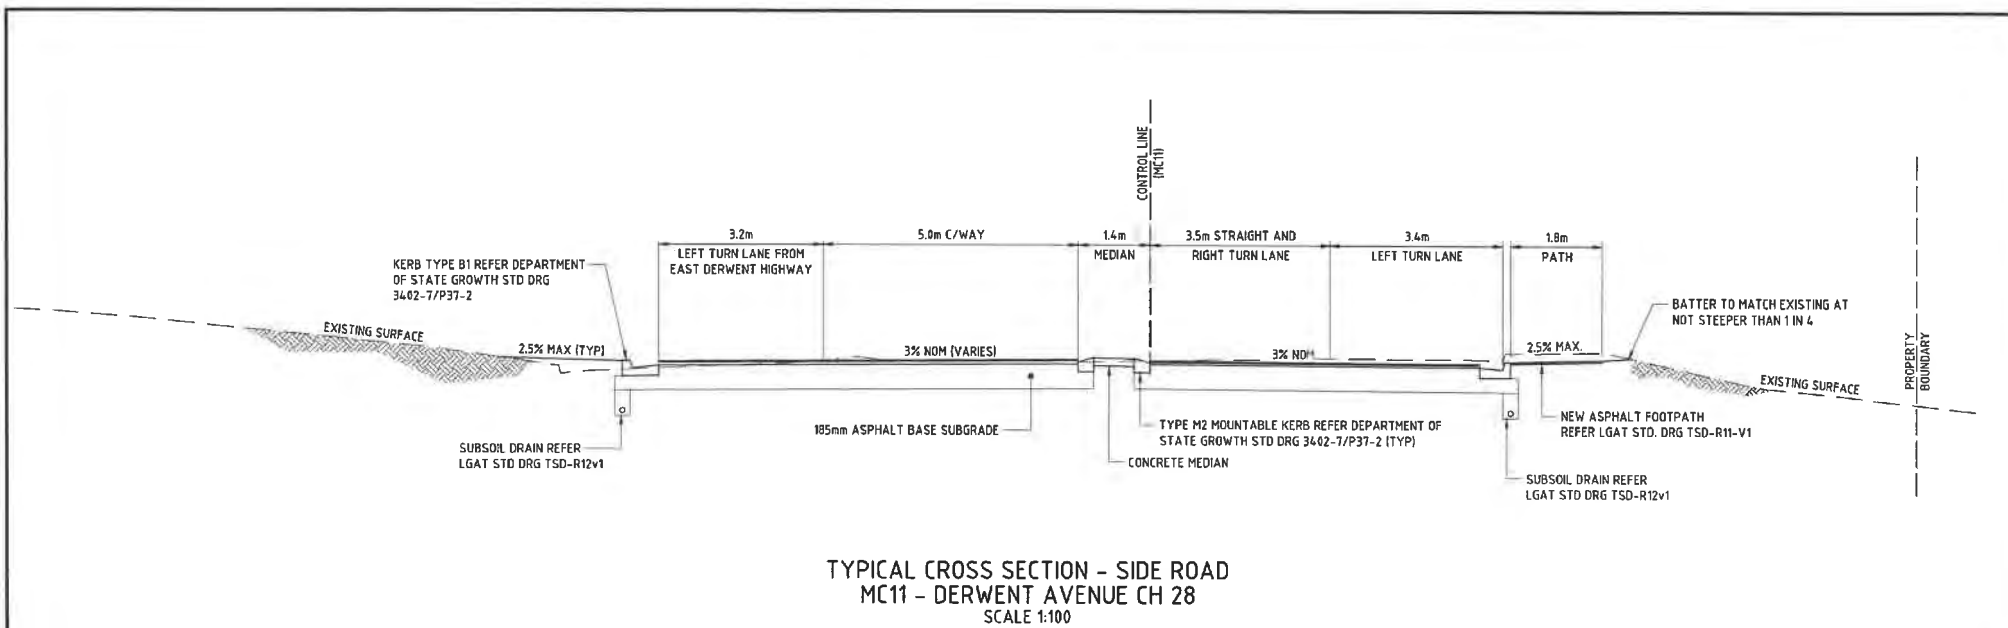 CONTROL LINE
(MC11)
3.2m
5.0m C/WAY
1.4m
3.5m STRAIGHT AND
3.4m
1.8m
LEFT TURN LANE FROM
EAST DERWENT HIGHWAY
MEDIAN
RIGHT TURN LANE
LEFT TURN LANE
PATH
KERB TYPE B1 REFER DEPARTMENT
OF STATE GROWTH STD DRG
3402-7/P37-2
BATTER TO MATCH EXISTING AT
NOT STEEPER THAN 1 IN 4
EXISTING SURFACE
2.5% MAX (TYP)
3% NOM (VARIES)
3% NOM
2.5% MAX.
PROPERTY
BOUNDARY
EXISTING SURFACE
185mm ASPHALT BASE SUBGRADE
TYPE M2 MOUNTABLE KERB REFER DEPARTMENT OF
STATE GROWTH STD DRG 3402-7/P37-2 (TYP)
NEW ASPHALT FOOTPATH
REFER LGAT STD. DRG TSD-R11-V1
SUBSOIL DRAIN REFER
LGAT STD DRG TSD-R12v1
CONCRETE MEDIAN
SUBSOIL DRAIN REFER
LGAT STD DRG TSD-R12v1
TYPICAL CROSS SECTION - SIDE ROAD
MC11 - DERWENT AVENUE CH 28
SCALE 1:100